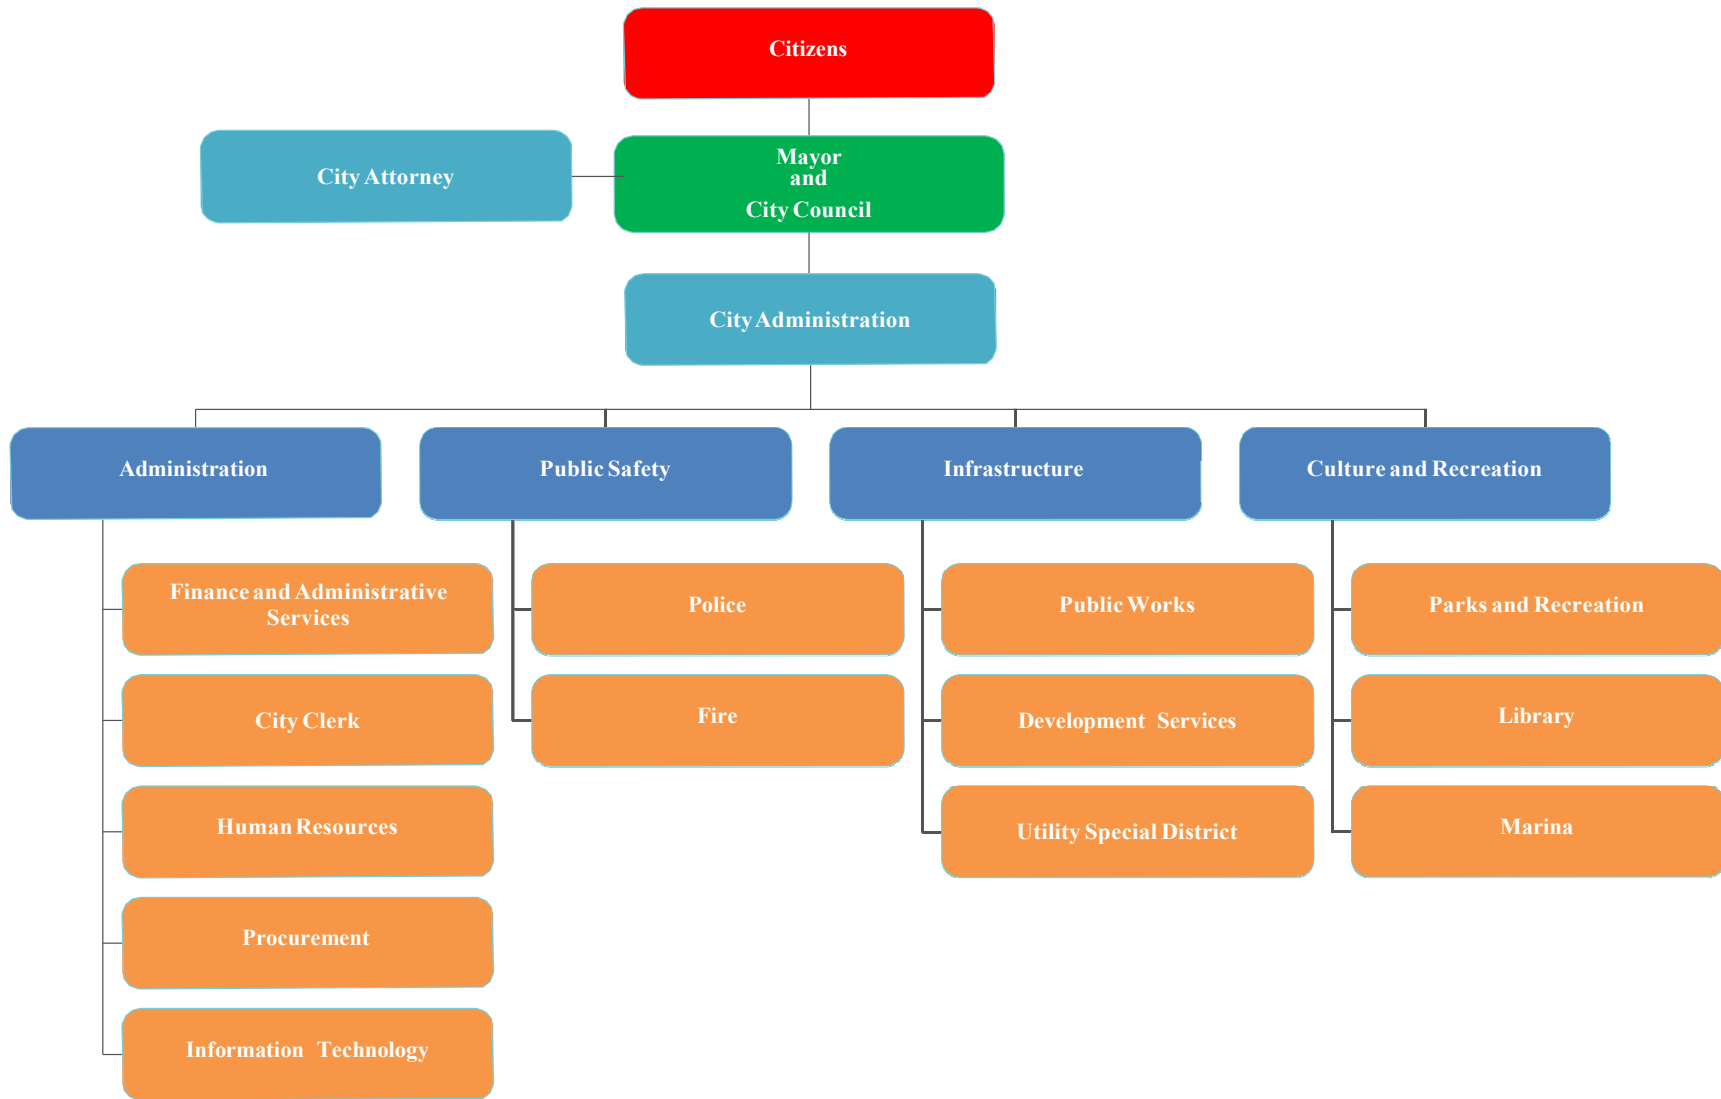 Citizens
City Attorney
Mayor
and
City Council
City Administration
Administration
Public Safety
Infrastructure
Culture and Recreation
Finance and Administrative
Services
Police
Public Works
Parks and Recreation
City Clerk
Fire
Development Services
Library
Human Resources
Utility Special District
Marina
Procurement
Information Technology